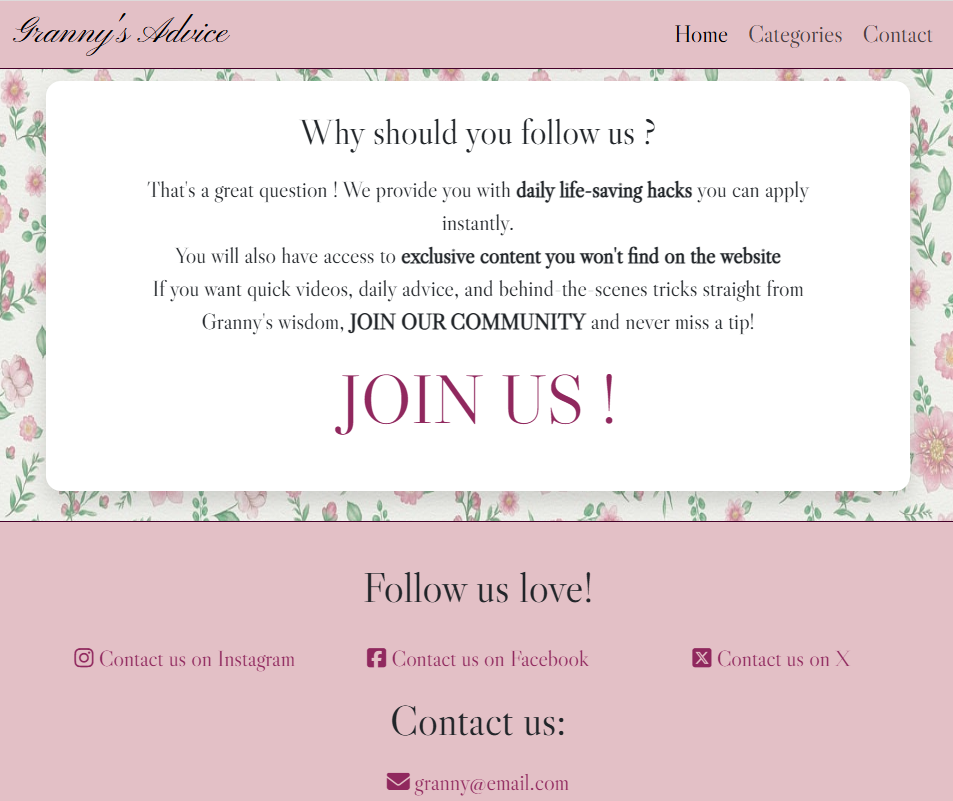 Granny's Advice
Home Categories Contact
Why should you follow us ?
That's a great question ! We provide you with daily life-saving hacks you can apply
instantly.
You will also have access to exclusive content you won't find on the website
If you want quick videos, daily advice, and behind-the-scenes tricks straight from
Granny's wisdom, JOIN OUR COMMUNITY and never miss a tip!
JOIN US !
Follow us love!
Contact us on Instagram
Contact us on Facebook
Contact us on X
Contact us:
granny@email.com